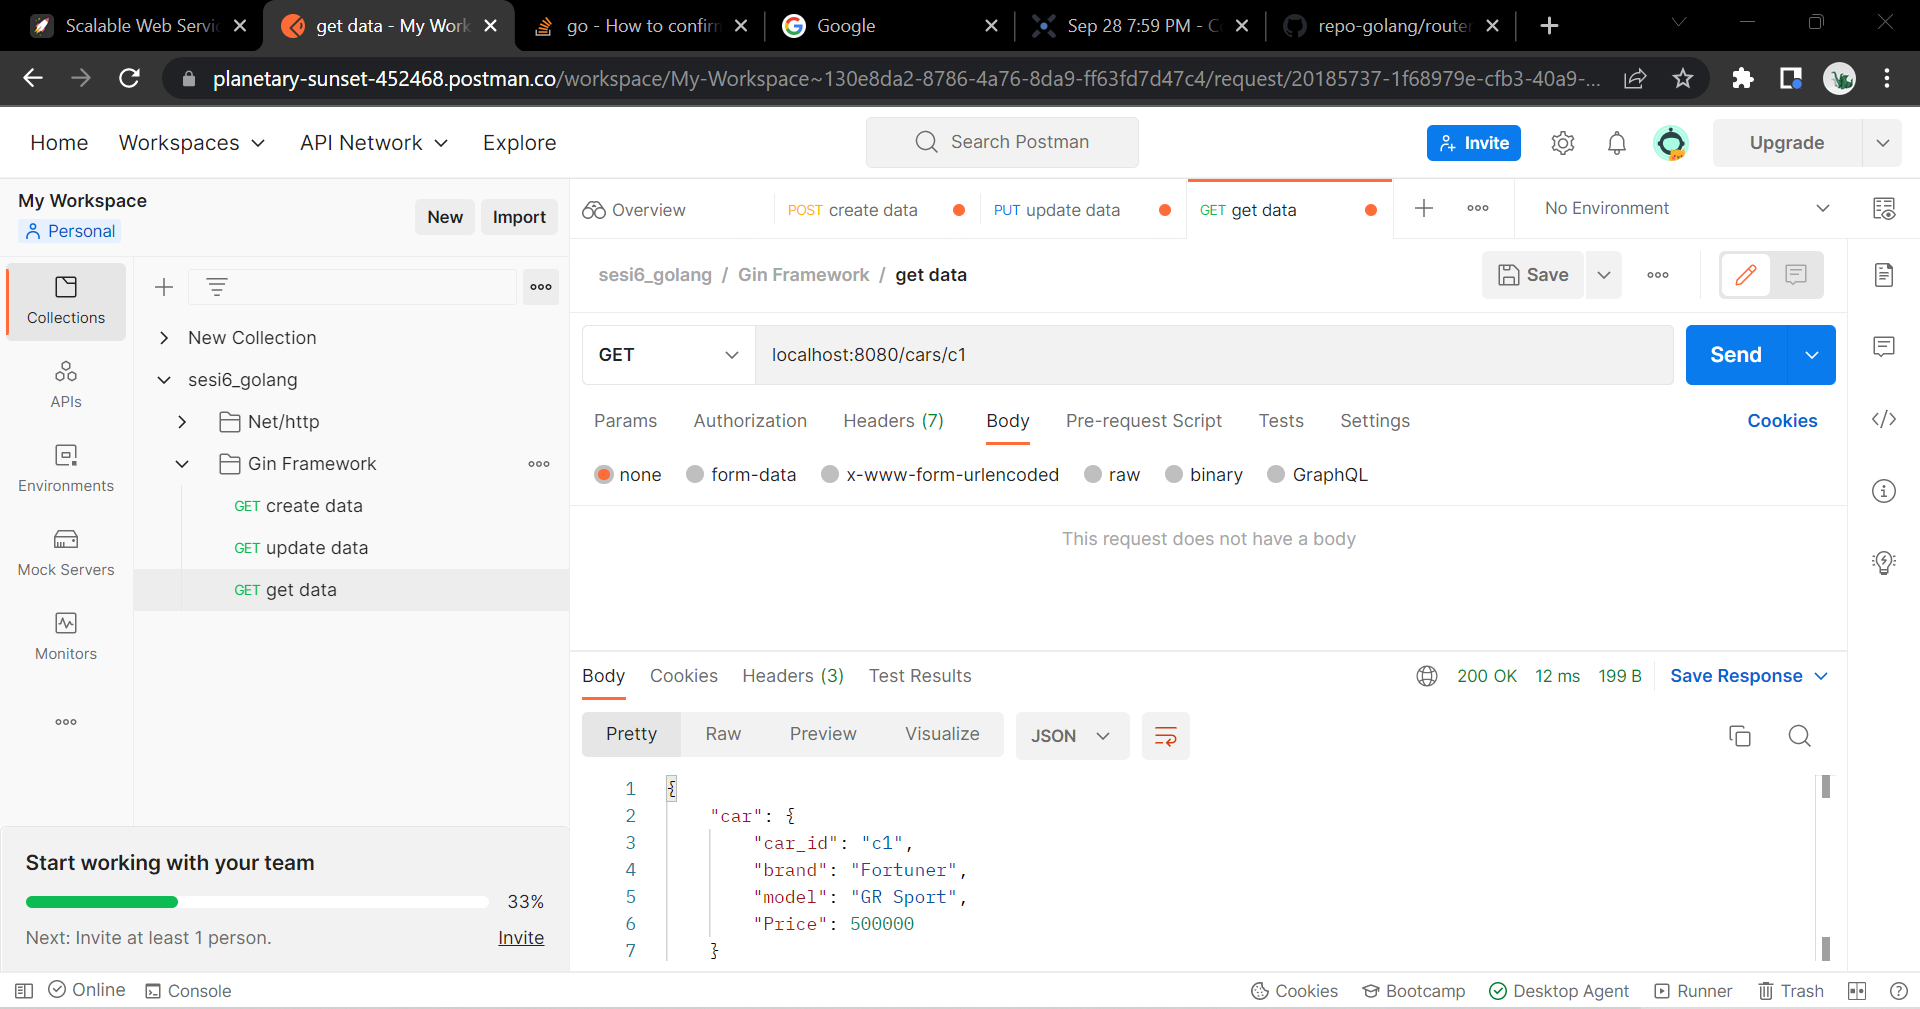 Scalable Web Servic
get data - My Work
go - How to confirm
Google
Sep 28 7:59 PM - C
repo-golang/router
planetary-sunset-452468.postman.co/workspace/My-Workspace~130e8da2-8786-4a76-8da9-ff63fd7d47c4/request/20185737-1f68979e-cfb3-40a9-...
Home Workspaces API Network Explore
Search Postman
Invite
Upgrade
My Workspace
Personal
New Import
Overview
POST create data
PUT update data
GET get data
No Environment
Collections
APIs
Environments
Mock Servers
Monitors
New Collection
sesi6_golang
Net/http
Gin Framework
GET create data
GET update data
GET get data
sesi6_golang / Gin Framework / get data
Save
GET localhost:8080/cars/c1 Send
Params Authorization Headers (7) Body Pre-request Script Tests Settings Cookies
none form-data x-www-form-urlencoded raw binary GraphQL
This request does not have a body
Body Cookies Headers (3) Test Results
200 OK 12 ms 199 B Save Response
Pretty Raw Preview Visualize JSON
1 {
2 "car": {
3 "car_id": "c1",
4 "brand": "Fortuner",
5 "model": "GR Sport",
6 "Price": 500000
7 }
Start working with your team
33%
Next: Invite at least 1 person. Invite
Online Console
Cookies Bootcamp Desktop Agent Runner Trash